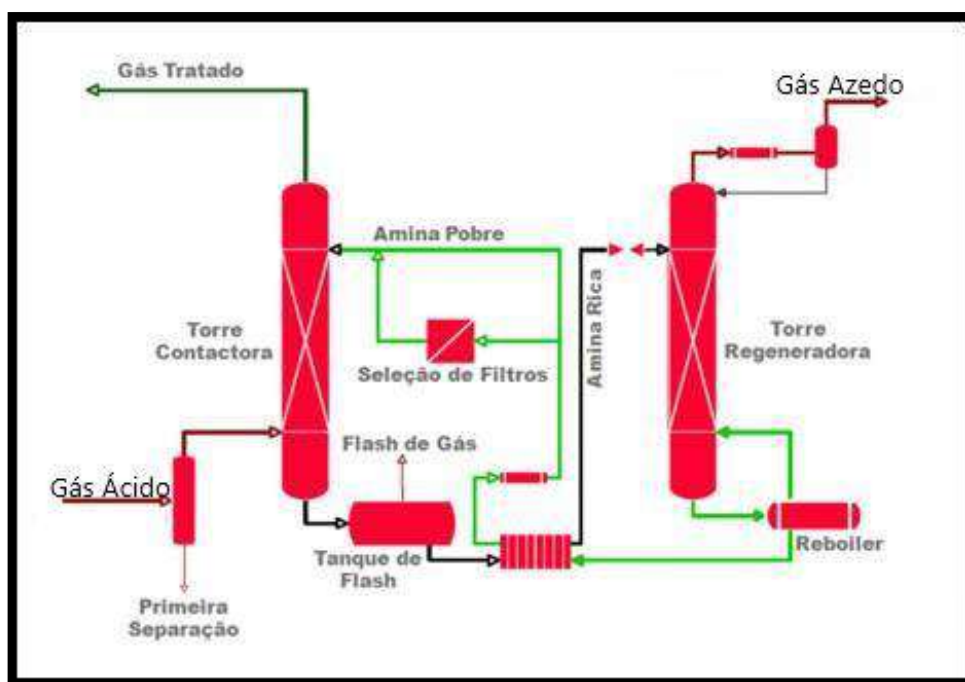 Gás Tratado
Gás Azedo
Amina Pobre
Amina Rica
Torre
Contactora
Torre
Regeneradora
Seleção de Filtros
Flash de Gás
Gás Ácido
Reboiler
Tanque de
Flash
Primeira
Separação